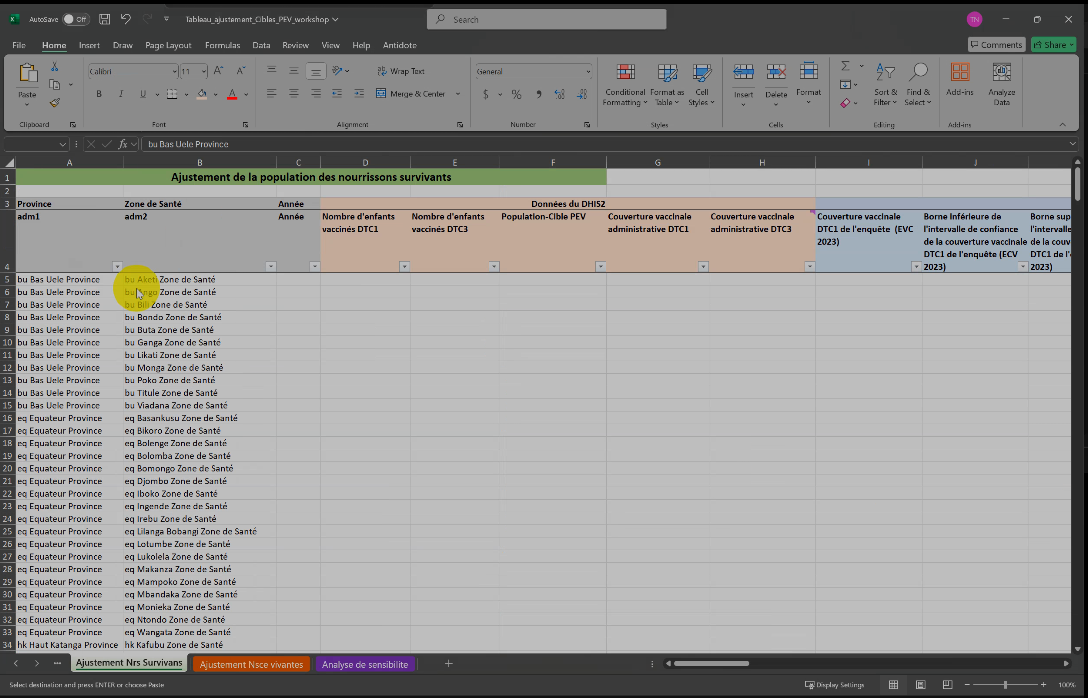 AutoSave Off Tableau_ajustement_Cibles_PEV_workshop Search TN
File Home Insert Draw Page Layout Formulas Data Review View Help Antidote Comments Share
Paste Calibri 11 Wrap Text General Conditional Formatting Format as Table Cell Styles Insert Delete Format Sort & Filter Find & Select Add-ins Analyze Data
B I U A Merge & Center $ %
Clipboard Font Alignment Number Styles Cells Editing Add-ins
fx bu Bas Uele Province
A B C D E F G H I J
1 Ajustement de la population des nourrissons survivants
2
3 Province Zone de Santé Année Données du DHIS2
adm1 adm2 Année Nombre d'enfants Nombre d'enfants Population-Cible PEV Couverture vaccinale Couverture vaccinale Couverture vaccinale Borne Inférieure de Borne sup
vaccinés DTC1 vaccinés DTC3 administrative DTC1 administrative DTC3 DTC1 de l'enquête (EVC l'intervalle de confiance l'intervalle
2023) de la couverture vaccinale de la couv
DTC1 de l'enquête (ECV DTC1 de l'e
4 2023) 2023)
5 bu Bas Uele Province bu Aketi Zone de Santé
6 bu Bas Uele Province bu Ango Zone de Santé
7 bu Bas Uele Province bu Bili Zone de Santé
8 bu Bas Uele Province bu Bondo Zone de Santé
9 bu Bas Uele Province bu Buta Zone de Santé
10 bu Bas Uele Province bu Ganga Zone de Santé
11 bu Bas Uele Province bu Likati Zone de Santé
12 bu Bas Uele Province bu Monga Zone de Santé
13 bu Bas Uele Province bu Poko Zone de Santé
14 bu Bas Uele Province bu Titule Zone de Santé
15 bu Bas Uele Province bu Viadana Zone de Santé
16 eq Equateur Province eq Basankusu Zone de Santé
17 eq Equateur Province eq Bikoro Zone de Santé
18 eq Equateur Province eq Bolenge Zone de Santé
19 eq Equateur Province eq Bolomba Zone de Santé
20 eq Equateur Province eq Bomongo Zone de Santé
21 eq Equateur Province eq Djombo Zone de Santé
22 eq Equateur Province eq Iboko Zone de Santé
23 eq Equateur Province eq Ingende Zone de Santé
24 eq Equateur Province eq Irebu Zone de Santé
25 eq Equateur Province eq Lilanga Bobangi Zone de Santé
26 eq Equateur Province eq Lotumbe Zone de Santé
27 eq Equateur Province eq Lukolela Zone de Santé
28 eq Equateur Province eq Makanza Zone de Santé
29 eq Equateur Province eq Mampoko Zone de Santé
30 eq Equateur Province eq Mbandaka Zone de Santé
31 eq Equateur Province eq Monieka Zone de Santé
32 eq Equateur Province eq Ntondo Zone de Santé
33 eq Equateur Province eq Wangata Zone de Santé
34 hk Haut Katanga Province hk Kafubu Zone de Santé
Ajustement Nrs Survivans Ajustement Nsce vivantes Analyse de sensibilite
Select destination and press ENTER or choose Paste Display Settings 100%